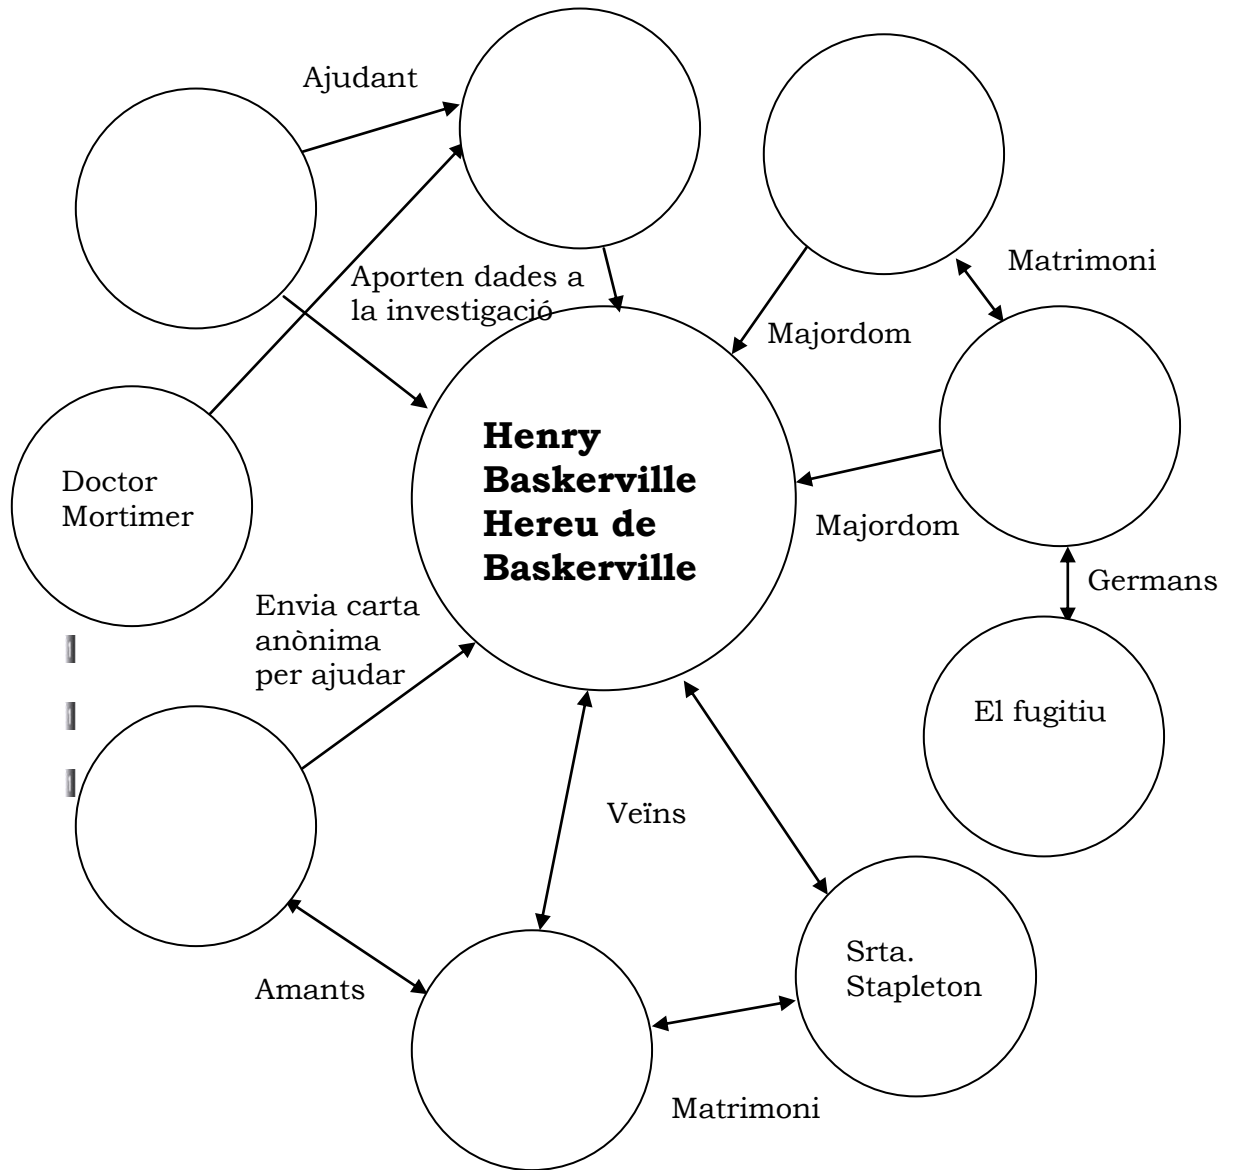 Ajudant
Matrimoni
Aporten dades a
la investigació
Majordom
Henry
Baskerville
Hereu de
Baskerville
Doctor
Mortimer
Majordom
Germans
Envia carta
anònima
per ajudar
El fugitiu
Veïns
Srta.
Stapleton
Amants
Matrimoni